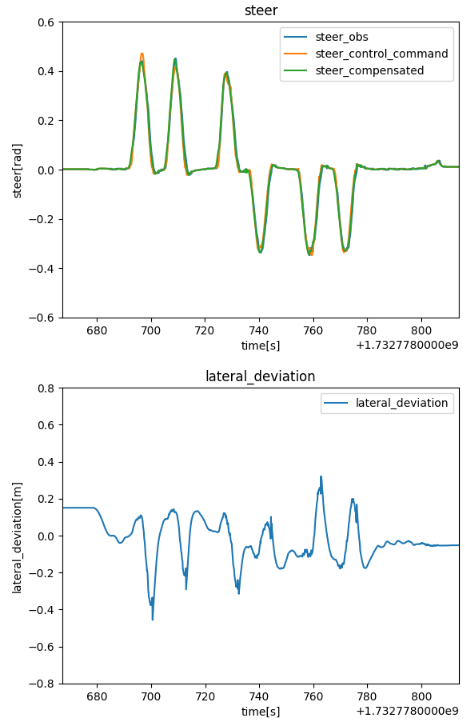 steer
steer_obs
steer_control_command
steer_compensated
0.6
0.4
0.2
0.0
−0.2
−0.4
−0.6
steer[rad]
680 700 720 740 760 780 800
time[s]
+1.7327780000e9
lateral_deviation
lateral_deviation
0.8
0.6
0.4
0.2
0.0
−0.2
−0.4
−0.6
−0.8
lateral_deviation[m]
680 700 720 740 760 780 800
time[s]
+1.7327780000e9